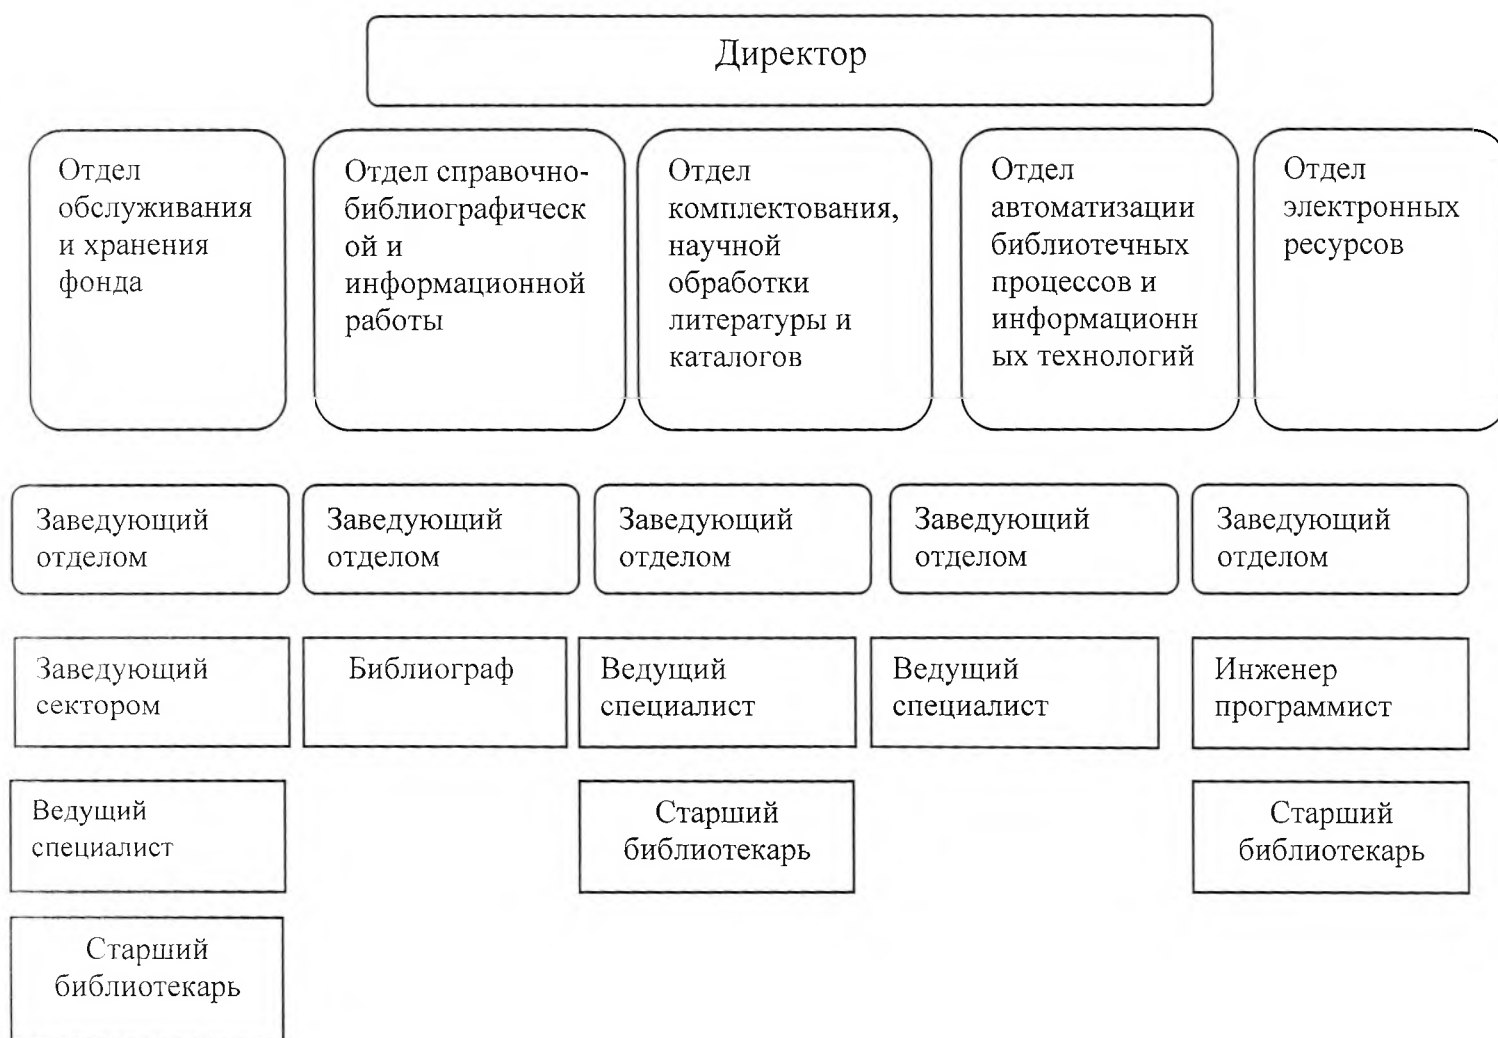 Директор
Отдел
обслуживания
и хранения
фонда
Отдел справочно-
библиографическ
ой и
информационной
работы
Отдел
комплектования,
научной
обработки
литературы и
каталогов
Отдел
автоматизации
библиотечных
процессов и
информационн
ых технологий
Отдел
электронных
ресурсов
Заведующий
отделом
Заведующий
отделом
Заведующий
отделом
Заведующий
отделом
Заведующий
отделом
Заведующий
сектором
Библиограф
Ведущий
специалист
Ведущий
специалист
Инженер
программист
Ведущий
специалист
Старший
библиотекарь
Старший
библиотекарь
Старший
библиотекарь